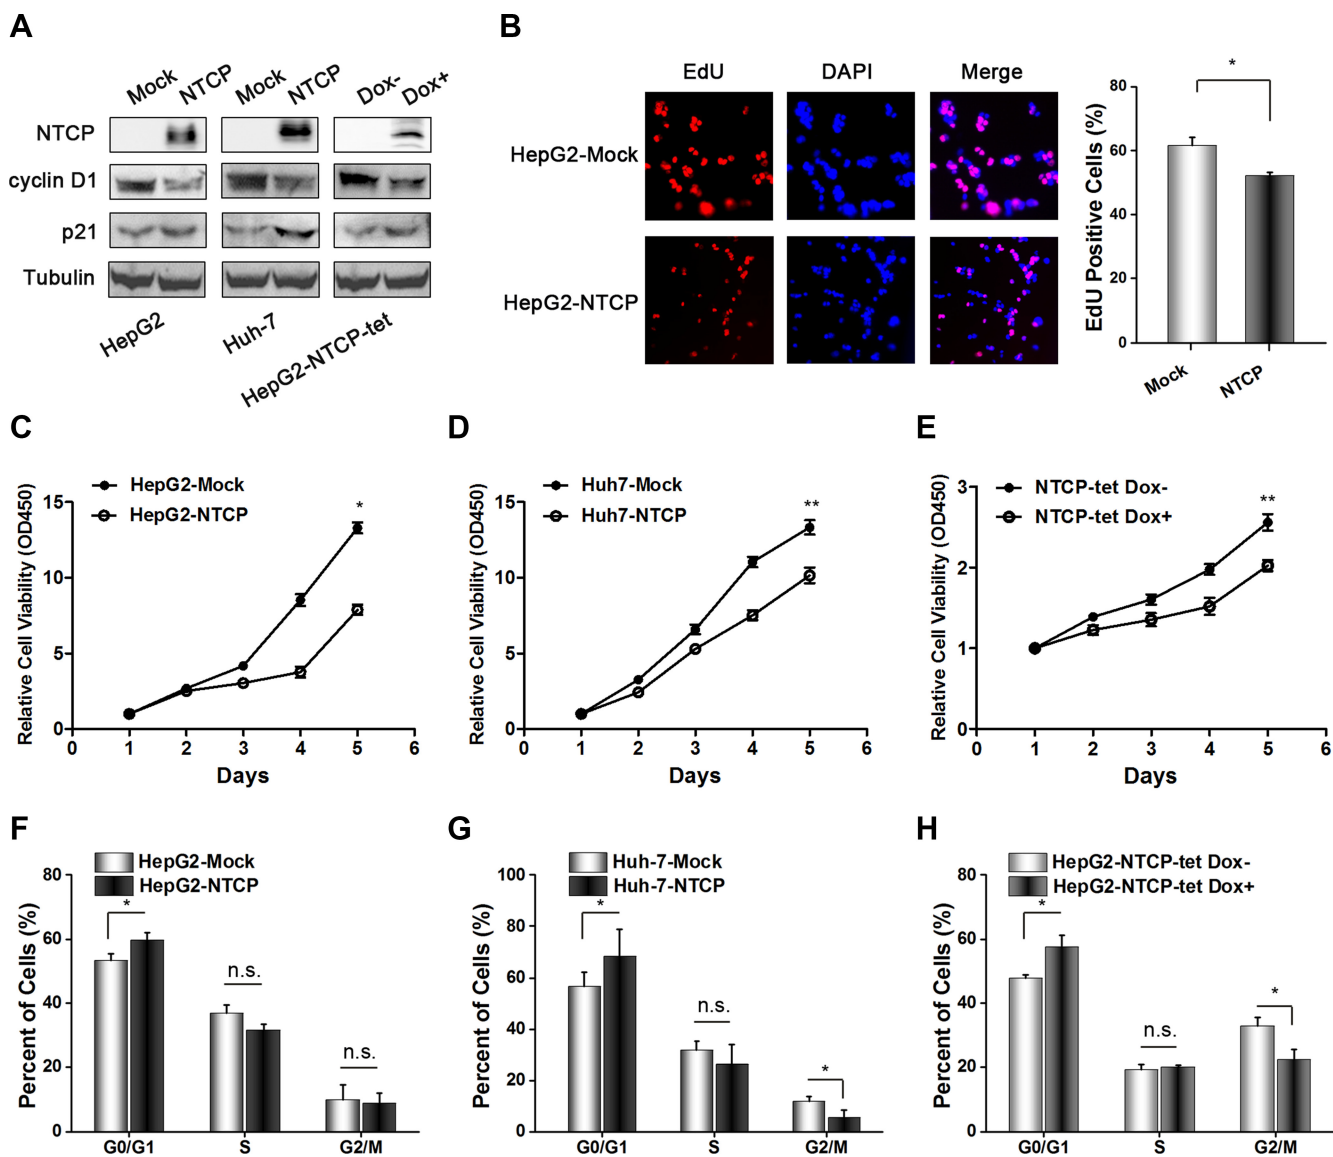 A
Mock NTCP Mock NTCP Dox- Dox+
NTCP
cyclin D1
p21
Tubulin
HepG2 Huh-7 HepG2-NTCP-tet
B
EdU DAPI Merge
HepG2-Mock
HepG2-NTCP
EdU Positive Cells (%)
80
60
40
20
0
*
Mock NTCP
C
HepG2-Mock
HepG2-NTCP
Relative Cell Viability (OD450)
15
10
5
0
*
0 1 2 3 4 5 6
Days
D
Huh7-Mock
Huh7-NTCP
Relative Cell Viability (OD450)
15
10
5
0
**
0 1 2 3 4 5 6
Days
E
NTCP-tet Dox-
NTCP-tet Dox+
Relative Cell Viability (OD450)
3
2
1
0
**
0 1 2 3 4 5 6
Days
F
HepG2-Mock
HepG2-NTCP
Percent of Cells (%)
80
60
40
20
0
*
n.s.
n.s.
G0/G1 S G2/M
G
Huh-7-Mock
Huh-7-NTCP
Percent of Cells (%)
100
80
60
40
20
0
*
n.s.
*
G0/G1 S G2/M
H
HepG2-NTCP-tet Dox-
HepG2-NTCP-tet Dox+
Percent of Cells (%)
80
60
40
20
0
*
n.s.
*
G0/G1 S G2/M